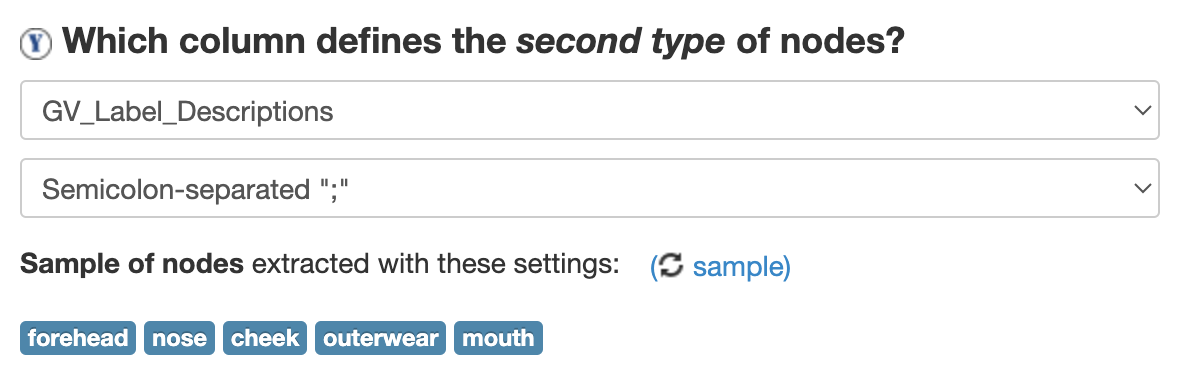 Y Which column defines the second type of nodes?
GV_Label_Descriptions
Semicolon-separated ";"
Sample of nodes extracted with these settings: ( sample)
forehead nose cheek outerwear mouth